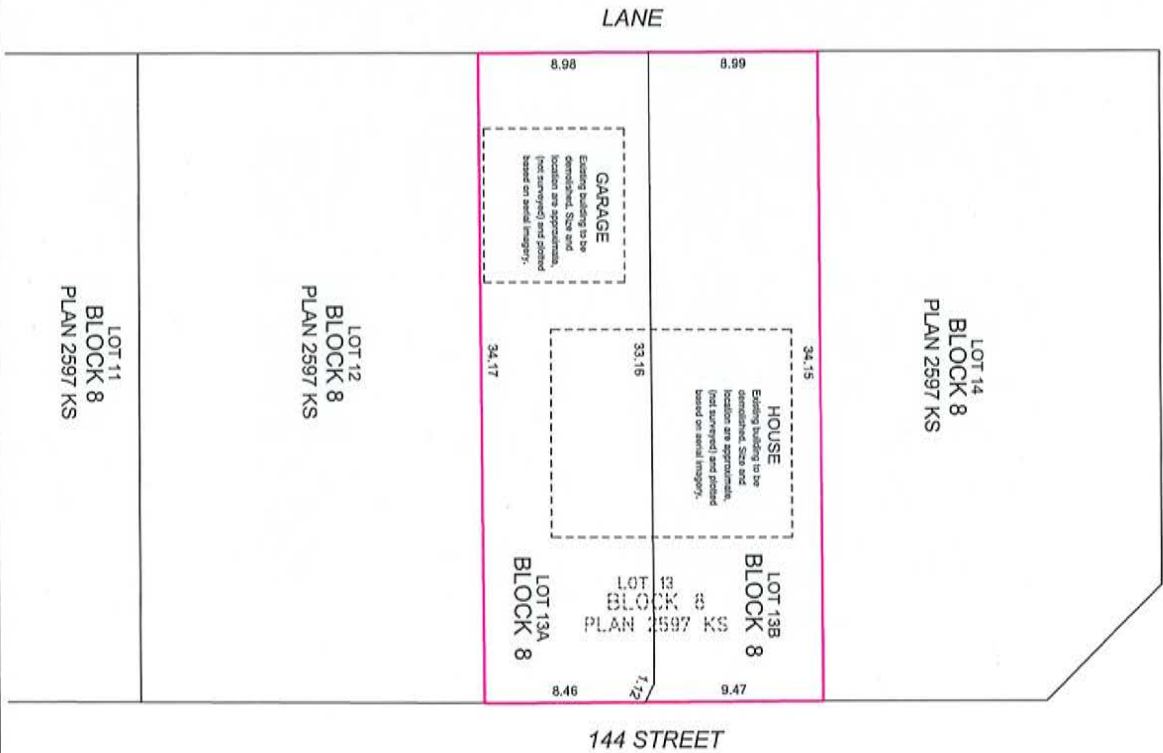 LANE
8.98
8.99
GARAGE
Existing building to be
demolished. Size and
location are approximate,
(not surveyed) and plotted
based on aerial imagery.
LOT 11
BLOCK 8
PLAN 2597 KS
LOT 12
BLOCK 8
PLAN 2597 KS
34.17
33.16
34.15
HOUSE
Existing building to be
demolished. Size and
location are approximate,
(not surveyed) and plotted
based on aerial imagery.
LOT 14
BLOCK 8
PLAN 2597 KS
LOT 13A
BLOCK 8
LOT 13
BLOCK 8
PLAN 2597 KS
LOT 13B
BLOCK 8
8.46
1.12
9.47
144 STREET